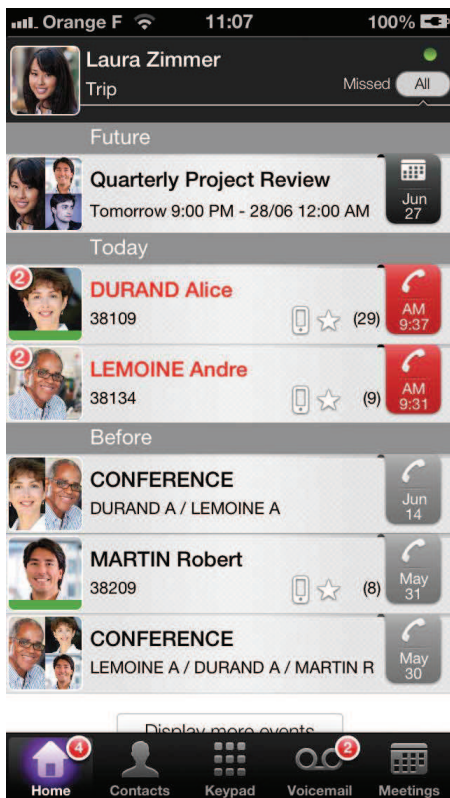 Orange F 11:07 100%
Laura Zimmer
Trip Missed All
Future
Quarterly Project Review
Tomorrow 9:00 PM - 28/06 12:00 AM
Jun
27
Today
2
DURAND Alice
38109 (29)
AM
9:37
2
LEMOINE Andre
38134 (9)
AM
9:31
Before
CONFERENCE
DURAND A / LEMOINE A
Jun
14
MARTIN Robert
38209 (8)
May
31
CONFERENCE
LEMOINE A / DURAND A / MARTIN R
May
30
Display more events
4 2
Home Contacts Keypad Voicemail Meetings